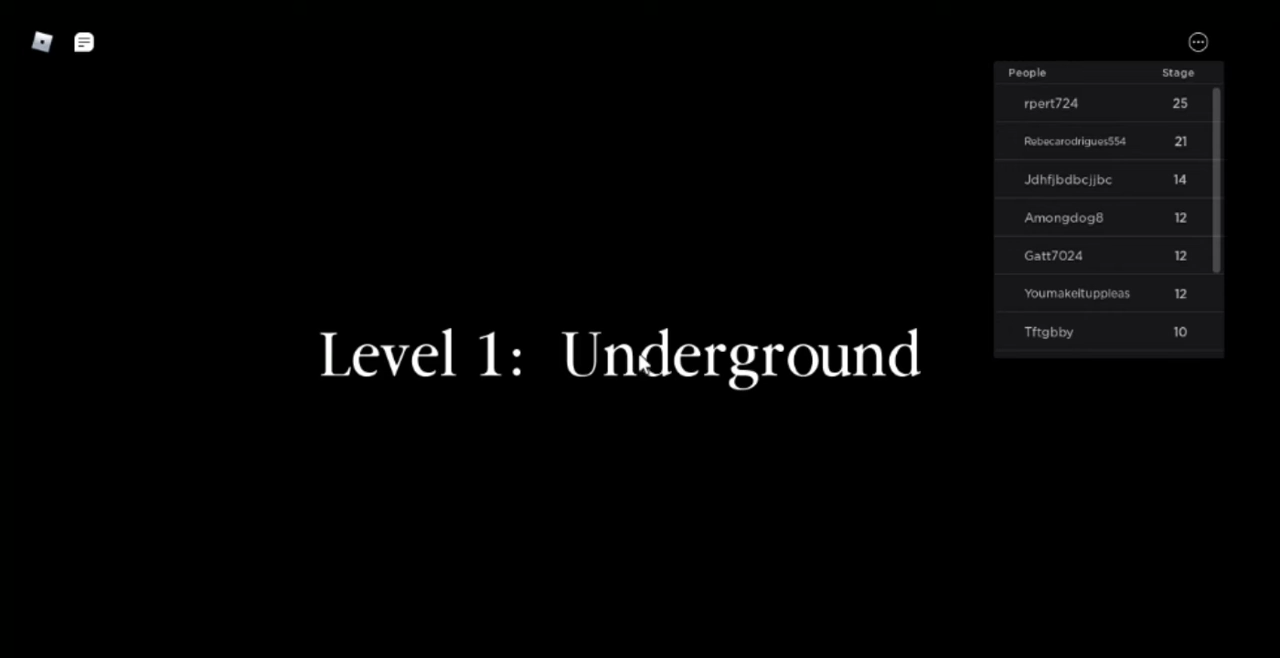 People Stage
rpert724 25
Rebecarodrigues554 21
Jdhfjbdbcjjbc 14
Amongdog8 12
Gatt7024 12
Youmakeituppleas 12
Tftgbby 10
Level 1: Underground